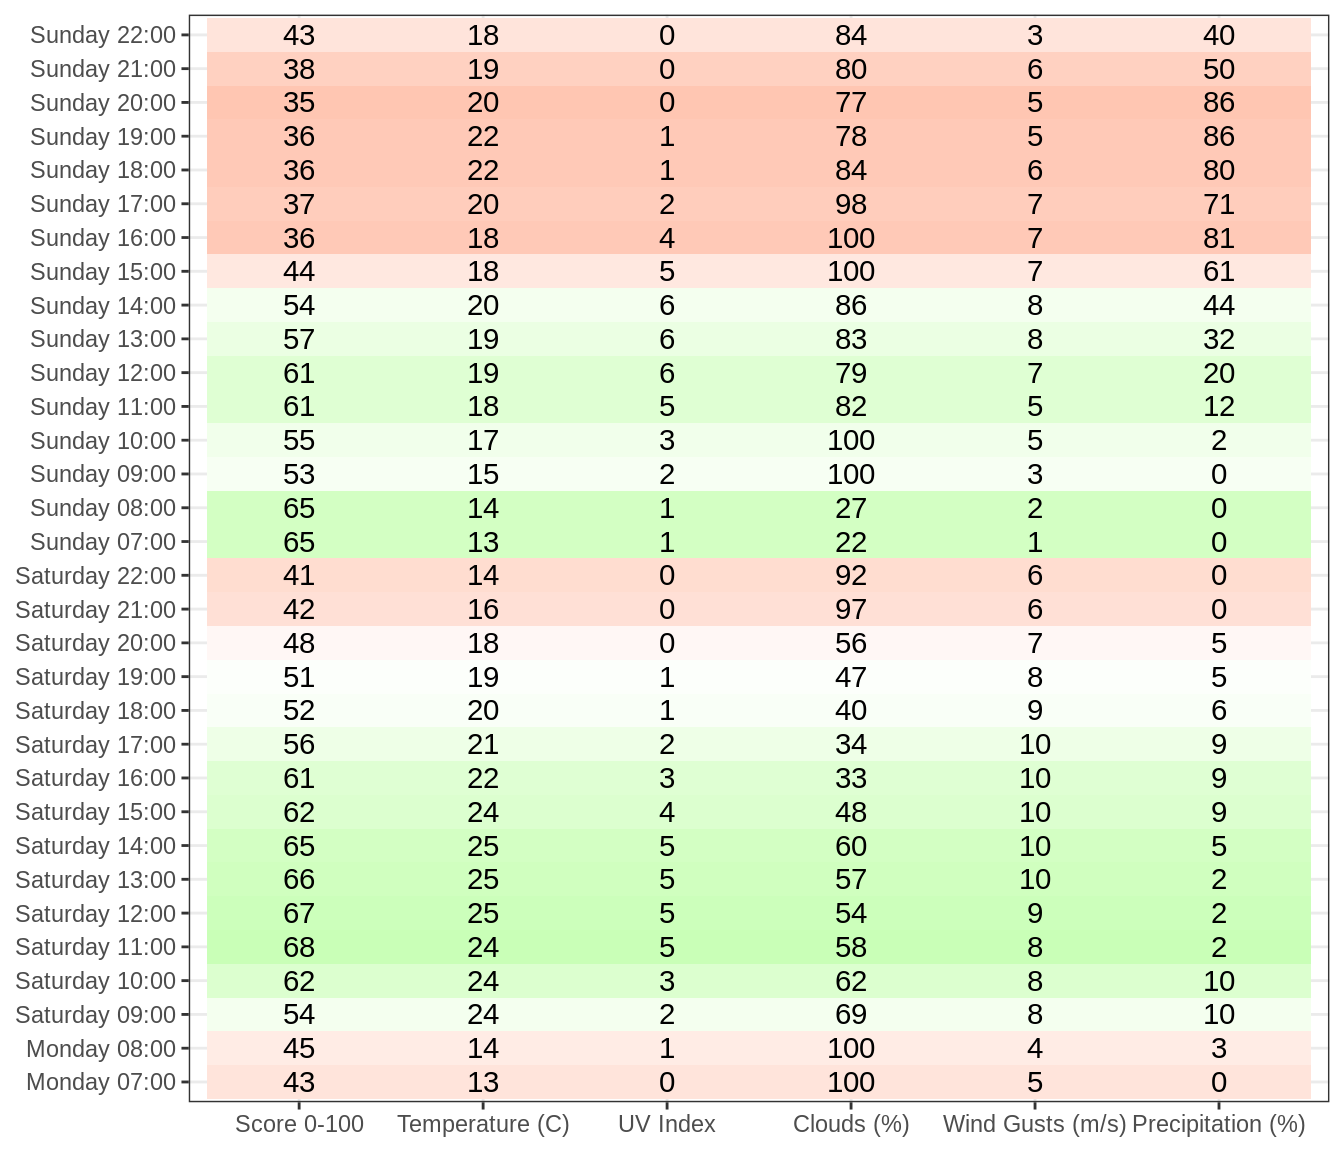 Sunday 22:00 43 18 0 84 3 40
Sunday 21:00 38 19 0 80 6 50
Sunday 20:00 35 20 0 77 5 86
Sunday 19:00 36 22 1 78 5 86
Sunday 18:00 36 22 1 84 6 80
Sunday 17:00 37 20 2 98 7 71
Sunday 16:00 36 18 4 100 7 81
Sunday 15:00 44 18 5 100 7 61
Sunday 14:00 54 20 6 86 8 44
Sunday 13:00 57 19 6 83 8 32
Sunday 12:00 61 19 6 79 7 20
Sunday 11:00 61 18 5 82 5 12
Sunday 10:00 55 17 3 100 5 2
Sunday 09:00 53 15 2 100 3 0
Sunday 08:00 65 14 1 27 2 0
Sunday 07:00 65 13 1 22 1 0
Saturday 22:00 41 14 0 92 6 0
Saturday 21:00 42 16 0 97 6 0
Saturday 20:00 48 18 0 56 7 5
Saturday 19:00 51 19 1 47 8 5
Saturday 18:00 52 20 1 40 9 6
Saturday 17:00 56 21 2 34 10 9
Saturday 16:00 61 22 3 33 10 9
Saturday 15:00 62 24 4 48 10 9
Saturday 14:00 65 25 5 60 10 5
Saturday 13:00 66 25 5 57 10 2
Saturday 12:00 67 25 5 54 9 2
Saturday 11:00 68 24 5 58 8 2
Saturday 10:00 62 24 3 62 8 10
Saturday 09:00 54 24 2 69 8 10
Monday 08:00 45 14 1 100 4 3
Monday 07:00 43 13 0 100 5 0
Score 0-100 Temperature (C) UV Index Clouds (%) Wind Gusts (m/s) Precipitation (%)